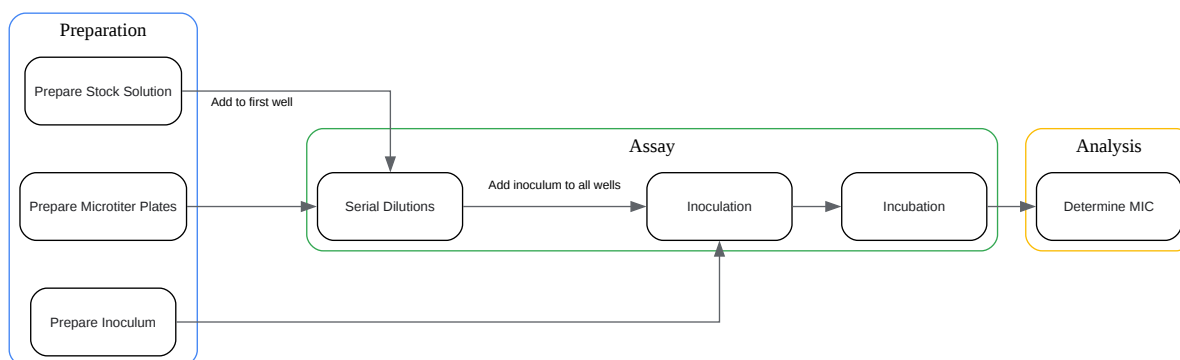 Preparation
Prepare Stock Solution
Add to first well
Assay
Analysis
Prepare Microtiter Plates
Serial Dilutions
Add inoculum to all wells
Inoculation
Incubation
Determine MIC
Prepare Inoculum